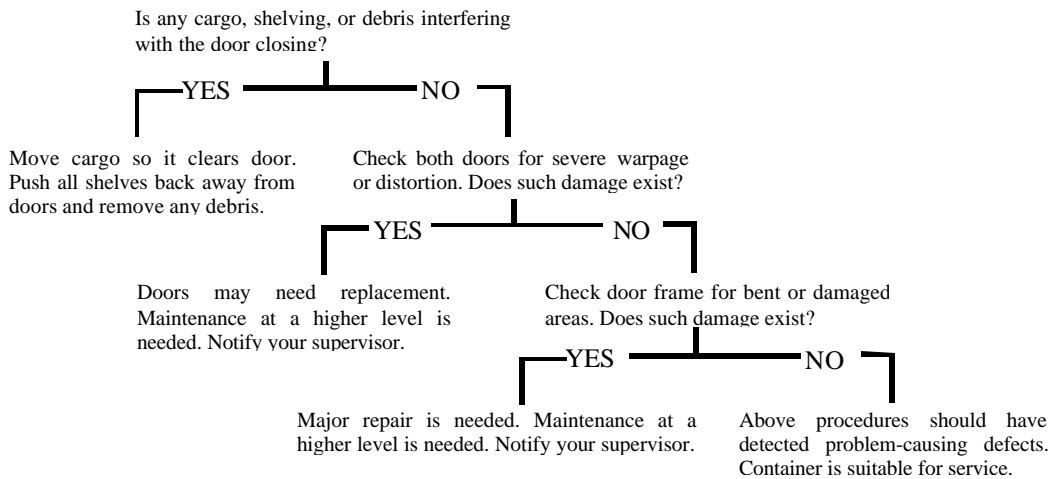 Is any cargo, shelving, or debris interfering
with the door closing?
YES NO
Move cargo so it clears door.
Push all shelves back away from
doors and remove any debris.
Check both doors for severe warpage
or distortion. Does such damage exist?
YES NO
Doors may need replacement.
Maintenance at a higher level is
needed. Notify your supervisor.
Check door frame for bent or damaged
areas. Does such damage exist?
YES NO
Major repair is needed. Maintenance at a
higher level is needed. Notify your supervisor.
Above procedures should have
detected problem-causing defects.
Container is suitable for service.